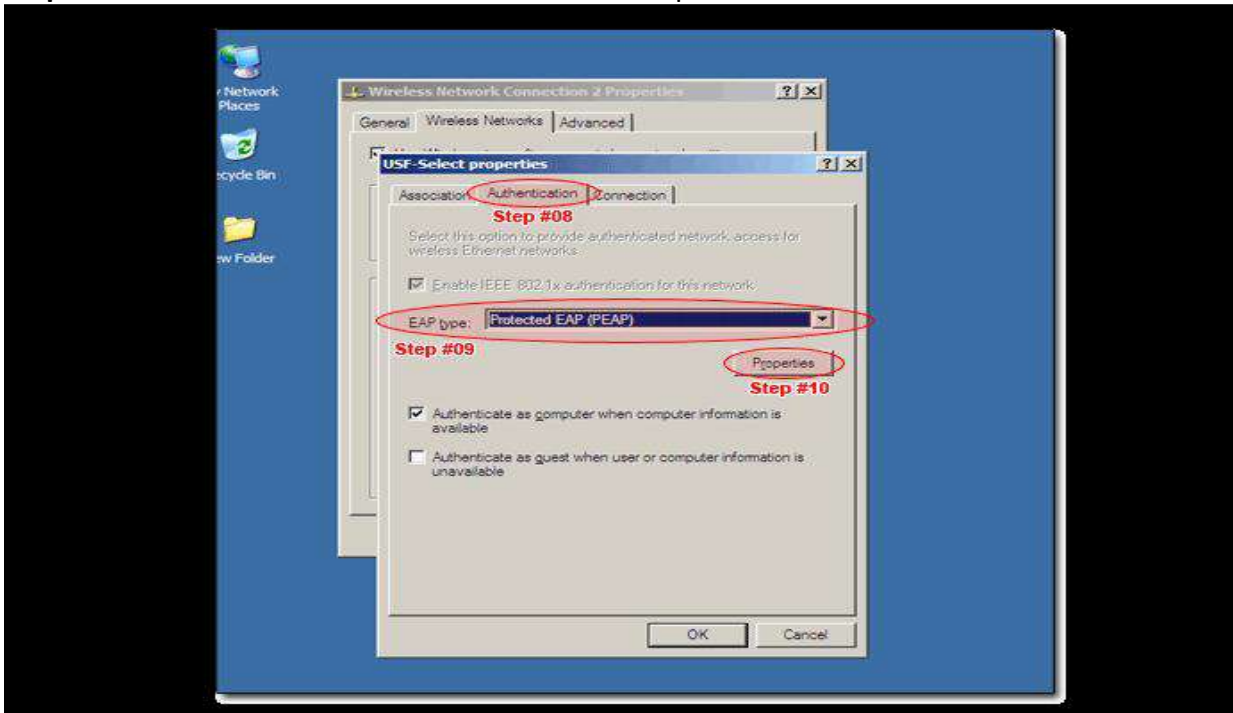 Network
Places
Recycle Bin
New Folder
Wireless Network Connection 2 Properties
General Wireless Networks Advanced
USF-Select properties
Association Authentication Connection
Step #08
Select this option to provide authenticated network access for
wireless Ethernet networks
Enable IEEE 802.1x authentication for this network
EAP type: Protected EAP (PEAP)
Step #09
Properties
Step #10
Authenticate as computer when computer information is
available
Authenticate as guest when user or computer information is
unavailable
OK Cancel